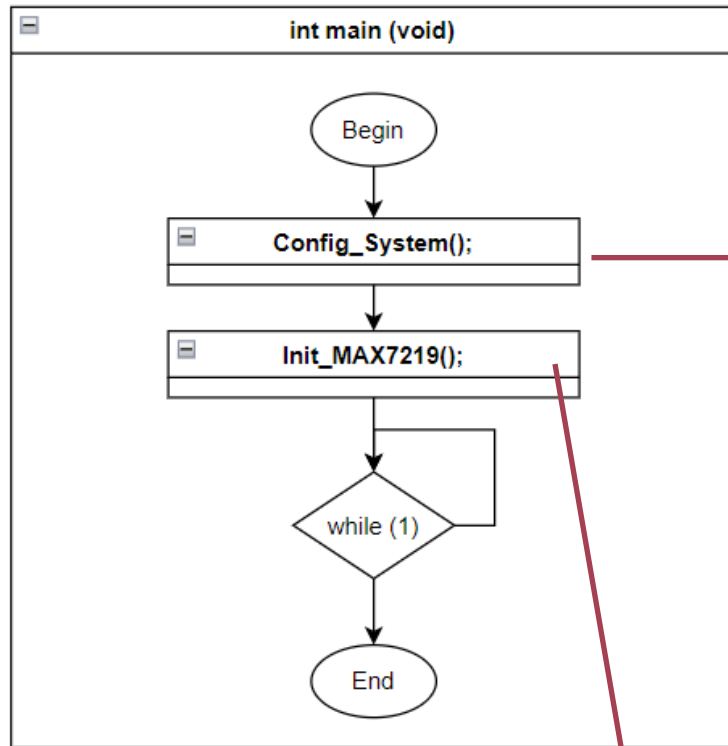 int main (void)
Begin
Config_System();
Init_MAX7219();
while (1)
End